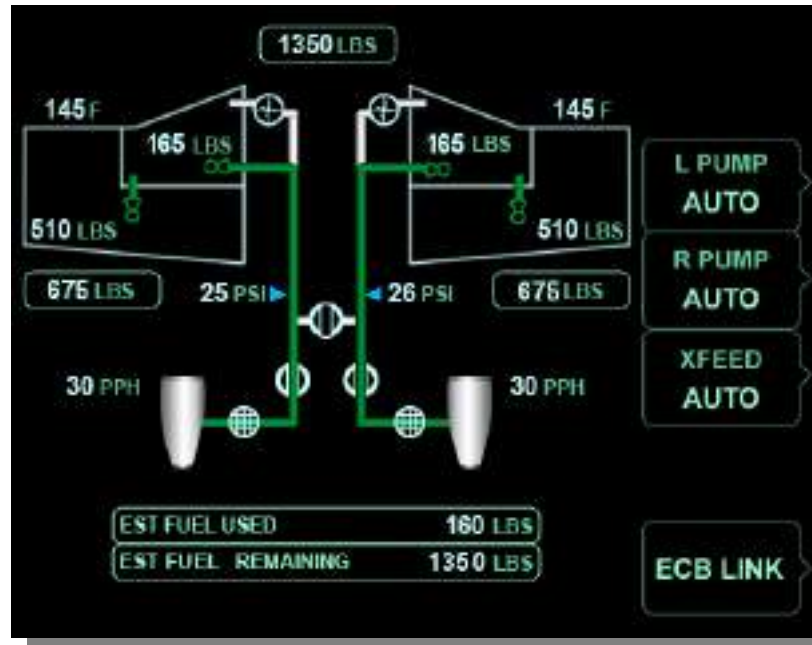 1350 LBS
145 F
145 F
165 LBS
165 LBS
510 LBS
510 LBS
675 LBS
675 LBS
25 PSI
26 PSI
30 PPH
30 PPH
L PUMP
AUTO
R PUMP
AUTO
XFEED
AUTO
EST FUEL USED 160 LBS
EST FUEL REMAINING 1350 LBS
ECB LINK